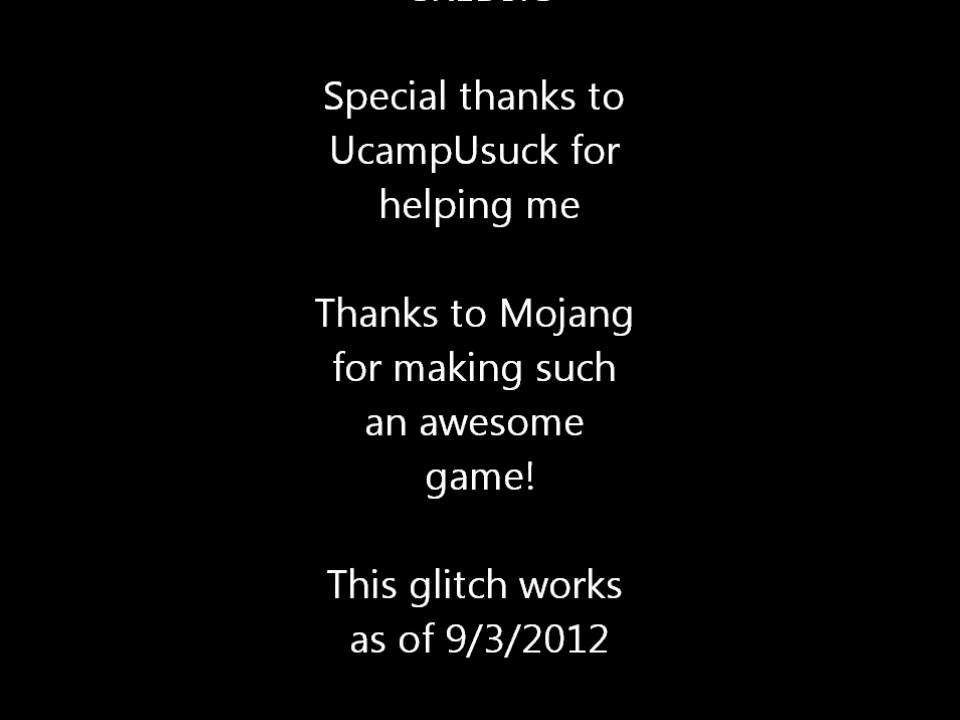 CREDITS
Special thanks to
UcampUsuck for
helping me
Thanks to Mojang
for making such
an awesome
game!
This glitch works
as of 9/3/2012